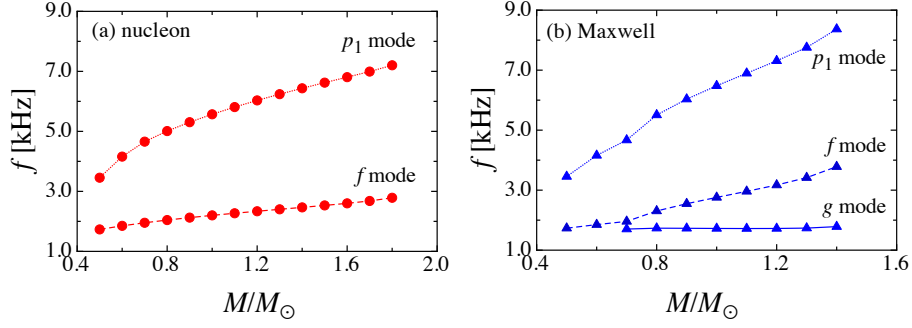 (a) nucleon
p₁ mode
f mode
f [kHz]
9.0
7.0
5.0
3.0
1.0
0.4
0.8
1.2
1.6
2.0
M/M☉
(b) Maxwell
p₁ mode
f mode
g mode
f [kHz]
9.0
7.0
5.0
3.0
1.0
0.4
0.8
1.2
1.6
M/M☉